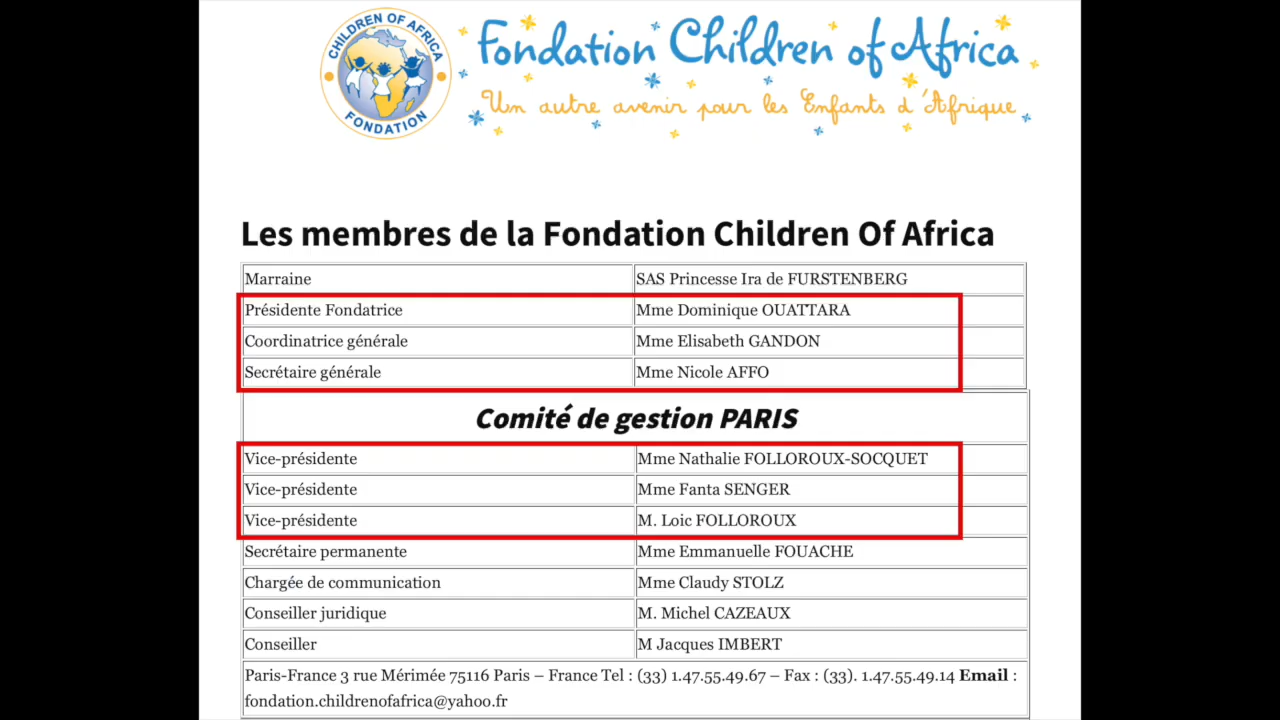 CHILDREN OF AFRICA
FONDATION
Fondation Children of Africa
Un autre avenir pour les Enfants d'Afrique
Les membres de la Fondation Children Of Africa
Marraine SAS Princesse Ira de FURSTENBERG
Présidente Fondatrice Mme Dominique OUATTARA
Coordinatrice générale Mme Elisabeth GANDON
Secrétaire générale Mme Nicole AFFO
Comité de gestion PARIS
Vice-présidente Mme Nathalie FOLLOROUX-SOCQUET
Vice-présidente Mme Fanta SENGER
Vice-présidente M. Loic FOLLOROUX
Secrétaire permanente Mme Emmanuelle FOUACHE
Chargée de communication Mme Claudy STOLZ
Conseiller juridique M. Michel CAZEAUX
Conseiller M Jacques IMBERT
Paris-France 3 rue Mérimée 75116 Paris – France Tel : (33) 1.47.55.49.67 – Fax : (33). 1.47.55.49.14 Email :
fondation.childrenofafrica@yahoo.fr